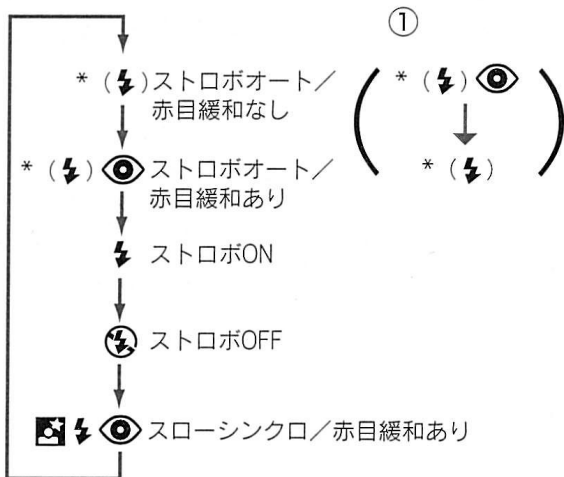 ①
* (⚡) ストロボオート／
赤目緩和なし
* (⚡) 👁 ストロボオート／
赤目緩和あり
⚡ ストロボON
ストロボOFF
⚡ 👁 スローシンクロ／赤目緩和あり
* (⚡) 👁
* (⚡)